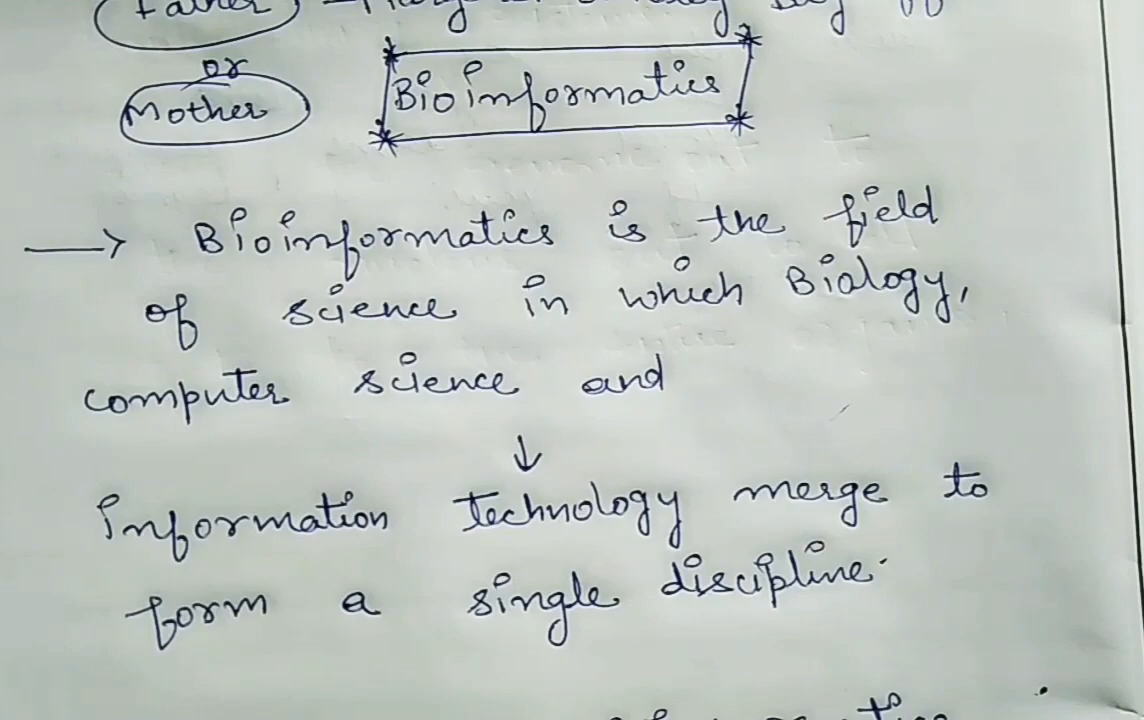 Father
or
Mother
Bioinformatics
→ Bioinformatics is the field
of science in which Biology,
computer science and
↓
Information Technology merge to
form a single discipline.